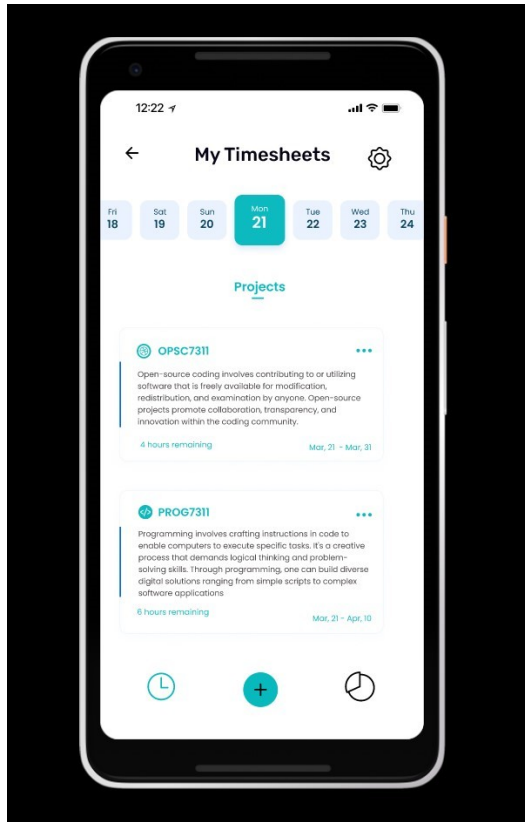 12:22
My Timesheets
Fri Sat Sun Mon Tue Wed Thu
18 19 20 21 22 23 24
Projects
OPSC7311
Open-source coding involves contributing to or utilizing
software that is freely available for modification,
redistribution, and examination by anyone. Open-source
projects promote collaboration, transparency, and
innovation within the coding community.
4 hours remaining Mar, 21 - Mar, 31
PROG7311
Programming involves crafting instructions in code to
enable computers to execute specific tasks. It's a creative
process that demands logical thinking and problem-
solving skills. Through programming, one can build diverse
digital solutions ranging from simple scripts to complex
software applications
6 hours remaining Mar, 21 - Apr, 10